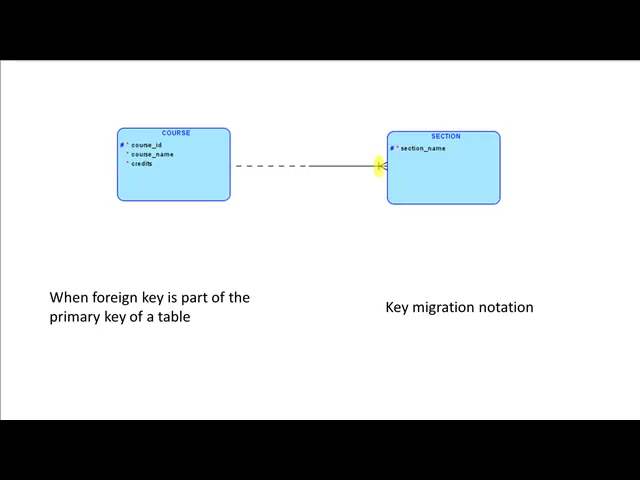 COURSE
# * course_id
* course_name
* credits
SECTION
# * section_name
When foreign key is part of the
primary key of a table
Key migration notation